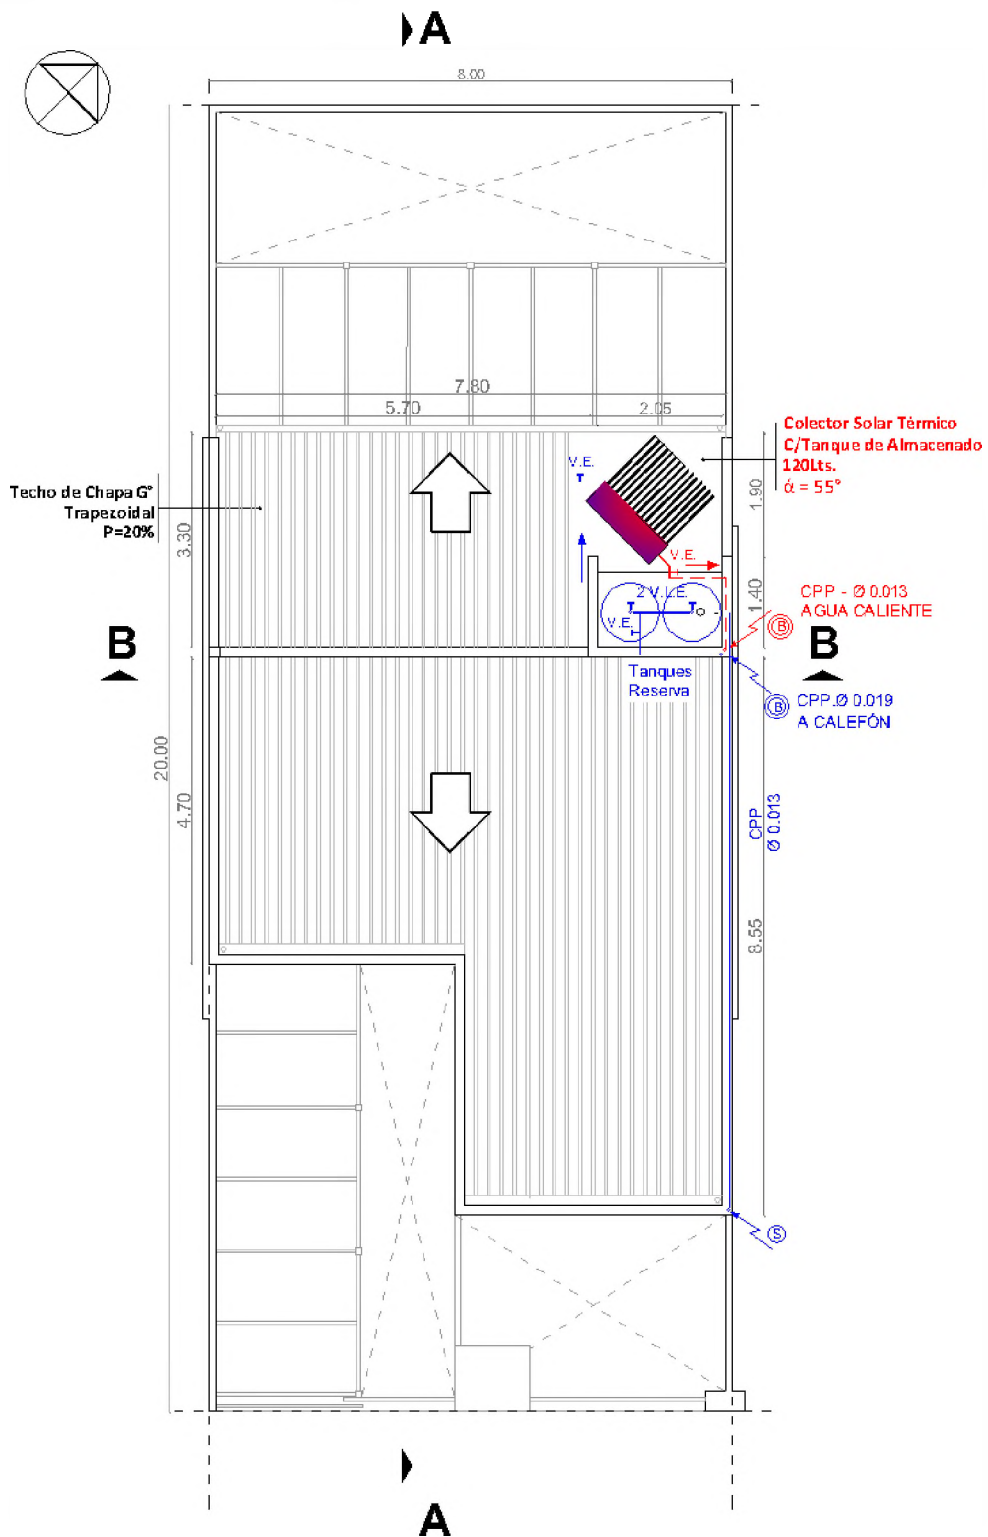 A
8.00
7.80
5.70
2.05
Colector Solar Térmico
C/Tanque de Almacenado
120Lts.
ά = 55°
V.E.
T
Techo de Chapa G°
Trapezoidal
P=20%
3.30
1.90
V.E.
1.40
CPP - Ø 0.013
AGUA CALIENTE
B
2 V.L.E.
T
T
V.E.
T
B
B
Tanques
Reserva
B
CPP.Ø 0.019
A CALEFÓN
20.00
4.70
CPP
Ø 0.013
8.55
S
A